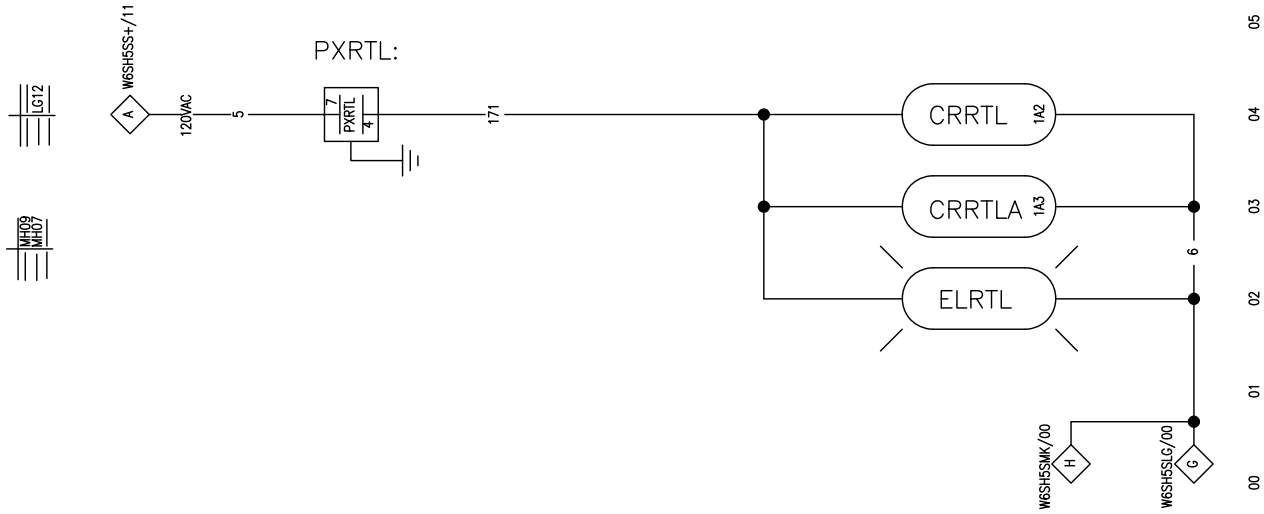 05
W6SH5SS+/11
PXRTL:
LG12
A
120VAC
5
7
PXRTL
4
171
CRRTL
1A2
04
MH09
MH07
CRRTLA
1A3
03
6
ELRTL
02
01
W6SH5SMK/00
H
W6SH5SLG/00
G
00